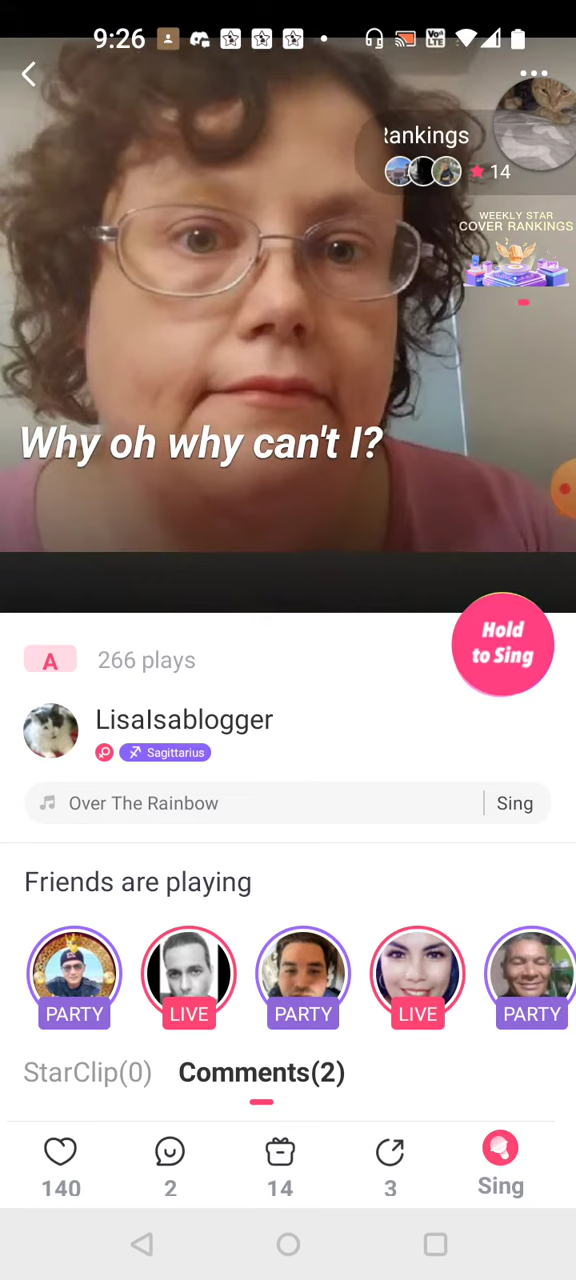 9:26
Vo LTE
Rankings
14
WEEKLY STAR
COVER RANKINGS
Why oh why can't I?
Hold
to Sing
A
266 plays
LisaIsablogger
Sagittarius
Over The Rainbow
Sing
Friends are playing
PARTY
LIVE
PARTY
LIVE
PARTY
StarClip(0)
Comments(2)
140
2
14
3
Sing